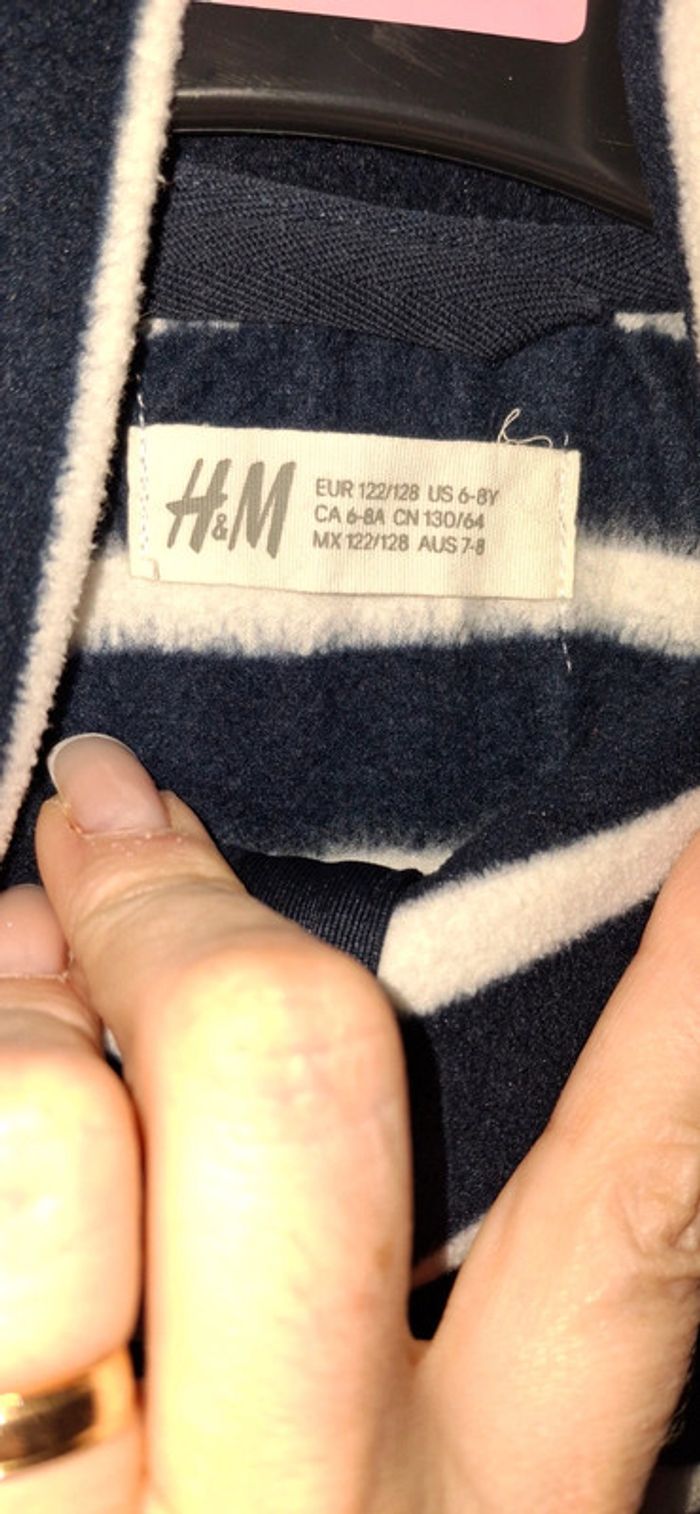 H&M
EUR 122/128 US 6-8Y
CA 6-8A CN 130/64
MX 122/128 AUS 7-8